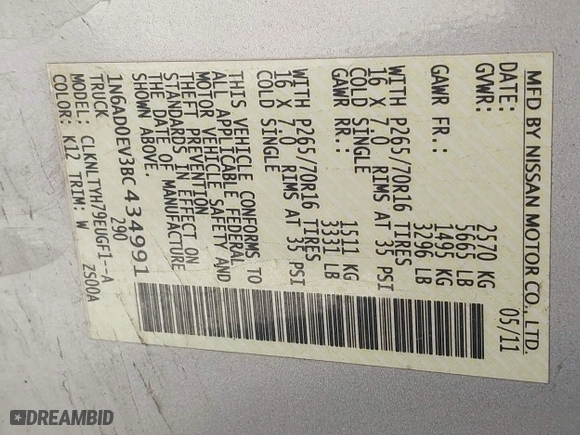 MFD BY NISSAN MOTOR CO., LTD.
DATE: 05/11
GVWR: 2570 KG
5665 LB
GAWR FR.: 1495 KG
3296 LB
WITH P265/70R16 TIRES
16 X 7.0 RIMS AT 35 PSI
COLD SINGLE
GAWR RR.: 1511 KG
3331 LB
WITH P265/70R16 TIRES
16 X 7.0 RIMS AT 35 PSI
COLD SINGLE
THIS VEHICLE CONFORMS TO
ALL APPLICABLE FEDERAL
MOTOR VEHICLE SAFETY AND
THEFT PREVENTION
STANDARDS IN EFFECT ON
THE DATE OF MANUFACTURE
SHOWN ABOVE.
1N6AD0EV3BC434991
TRUCK 290
MODEL: CLKNLTYH79EUGF1--A
COLOR: K12 TRIM: W Z500A
DREAMBID